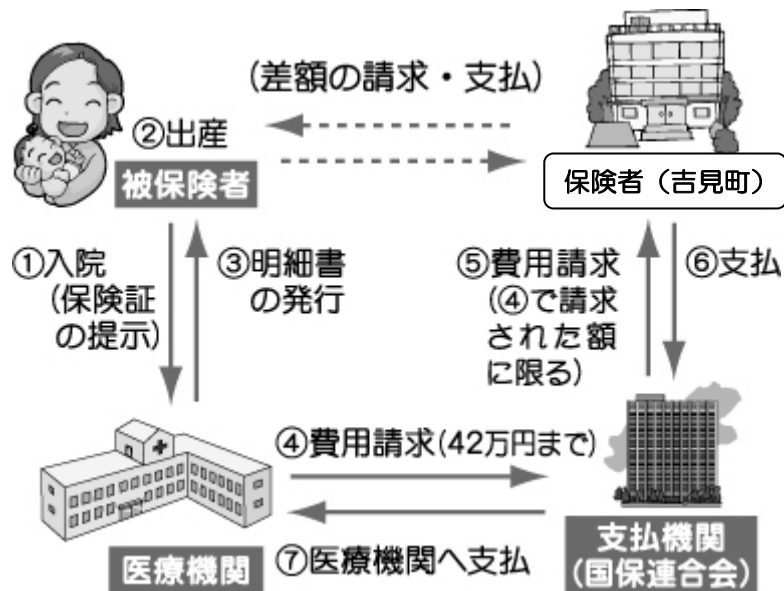 (差額の請求・支払)
②出産
被保険者
保険者（吉見町）
①入院
(保険証
の提示)
③明細書
の発行
⑤費用請求
(④で請求
された額
に限る)
⑥支払
④費用請求(42万円まで)
⑦医療機関へ支払
医療機関
支払機関
(国保連合会)